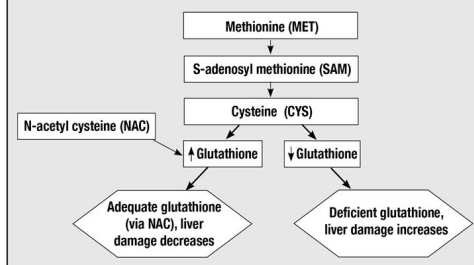 Methionine (MET)
S-adenosyl methionine (SAM)
Cysteine (CYS)
N-acetyl cysteine (NAC)
↑ Glutathione
↓ Glutathione
Adequate glutathione
(via NAC), liver
damage decreases
Deficient glutathione,
liver damage increases